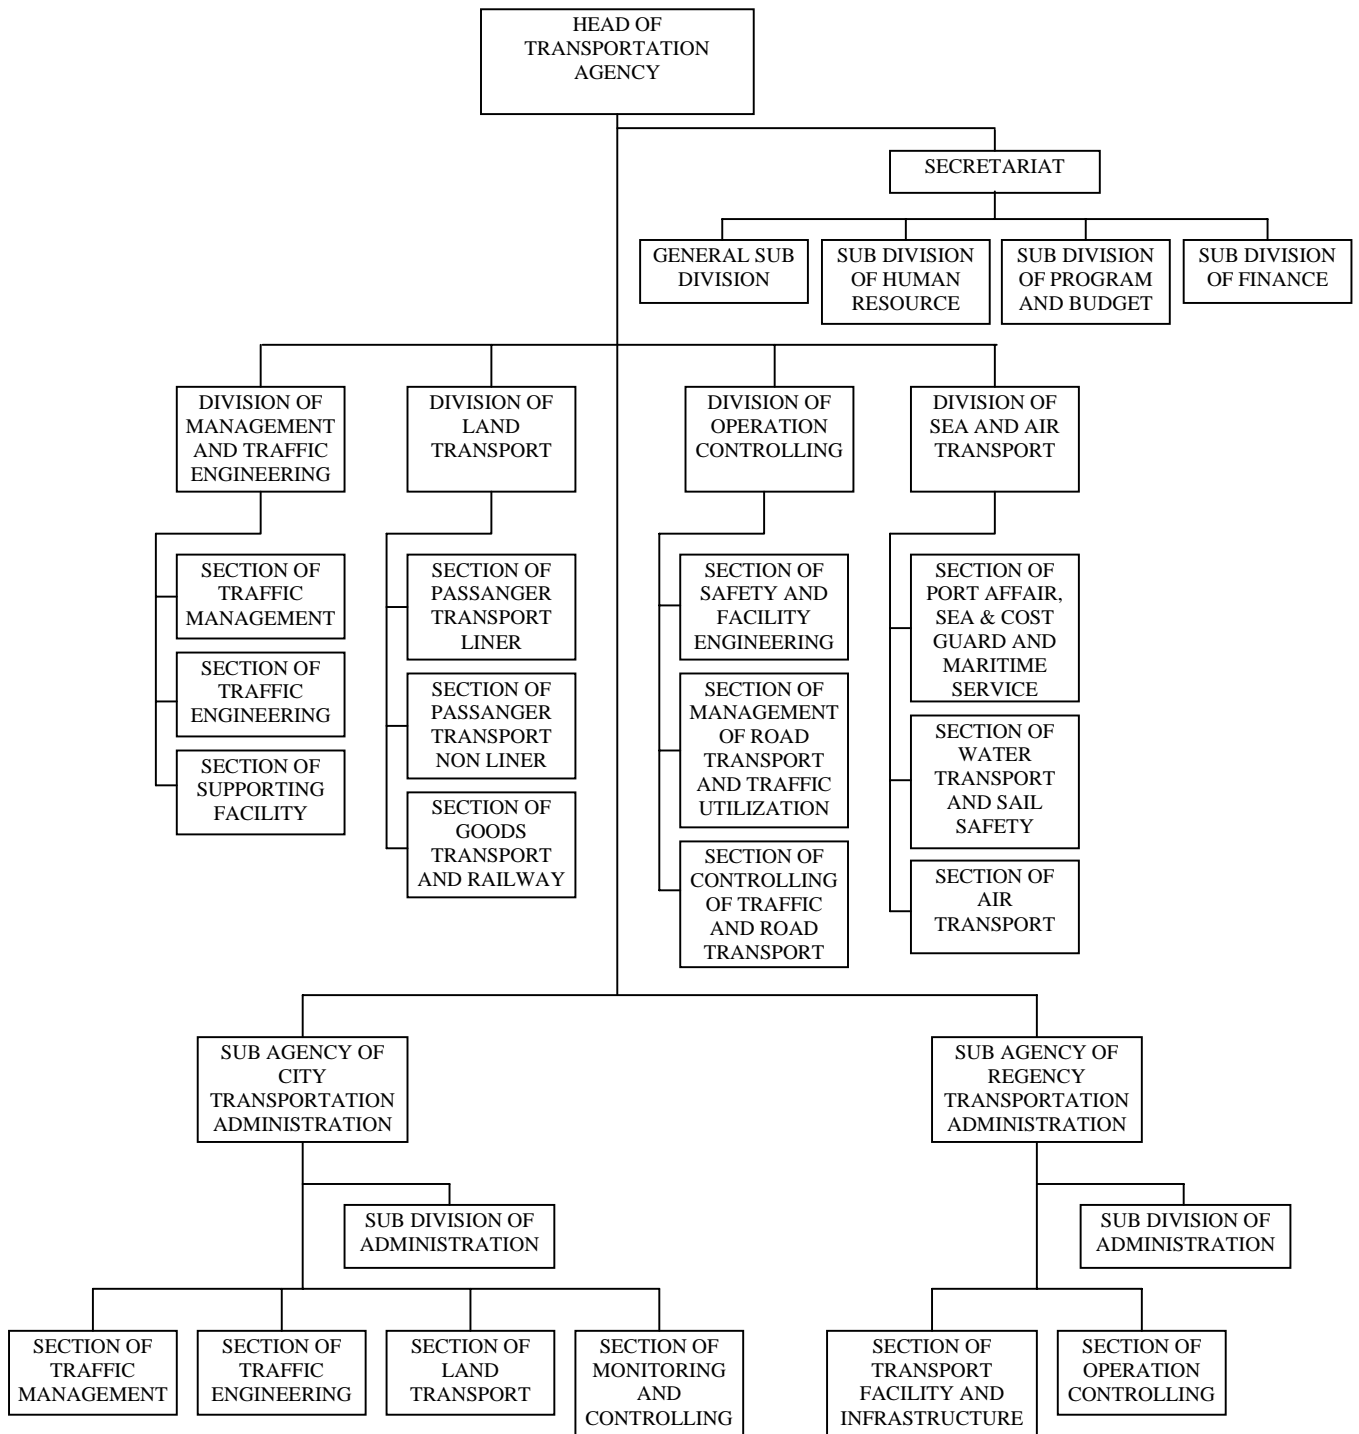 HEAD OF
TRANSPORTATION
AGENCY
SECRETARIAT
GENERAL SUB
DIVISION
SUB DIVISION
OF HUMAN
RESOURCE
SUB DIVISION
OF PROGRAM
AND BUDGET
SUB DIVISION
OF FINANCE
DIVISION OF
MANAGEMENT
AND TRAFFIC
ENGINEERING
DIVISION OF
LAND
TRANSPORT
DIVISION OF
OPERATION
CONTROLLING
DIVISION OF
SEA AND AIR
TRANSPORT
SECTION OF
TRAFFIC
MANAGEMENT
SECTION OF
TRAFFIC
ENGINEERING
SECTION OF
SUPPORTING
FACILITY
SECTION OF
PASSANGER
TRANSPORT
LINER
SECTION OF
PASSANGER
TRANSPORT
NON LINER
SECTION OF
GOODS
TRANSPORT
AND RAILWAY
SECTION OF
SAFETY AND
FACILITY
ENGINEERING
SECTION OF
MANAGEMENT
OF ROAD
TRANSPORT
AND TRAFFIC
UTILIZATION
SECTION OF
CONTROLLING
OF TRAFFIC
AND ROAD
TRANSPORT
SECTION OF
PORT AFFAIR,
SEA & COST
GUARD AND
MARITIME
SERVICE
SECTION OF
WATER
TRANSPORT
AND SAIL
SAFETY
SECTION OF
AIR
TRANSPORT
SUB AGENCY OF
CITY
TRANSPORTATION
ADMINISTRATION
SUB AGENCY OF
REGENCY
TRANSPORTATION
ADMINISTRATION
SUB DIVISION OF
ADMINISTRATION
SUB DIVISION OF
ADMINISTRATION
SECTION OF
TRAFFIC
MANAGEMENT
SECTION OF
TRAFFIC
ENGINEERING
SECTION OF
LAND
TRANSPORT
SECTION OF
MONITORING
AND
CONTROLLING
SECTION OF
TRANSPORT
FACILITY AND
INFRASTRUCTURE
SECTION OF
OPERATION
CONTROLLING